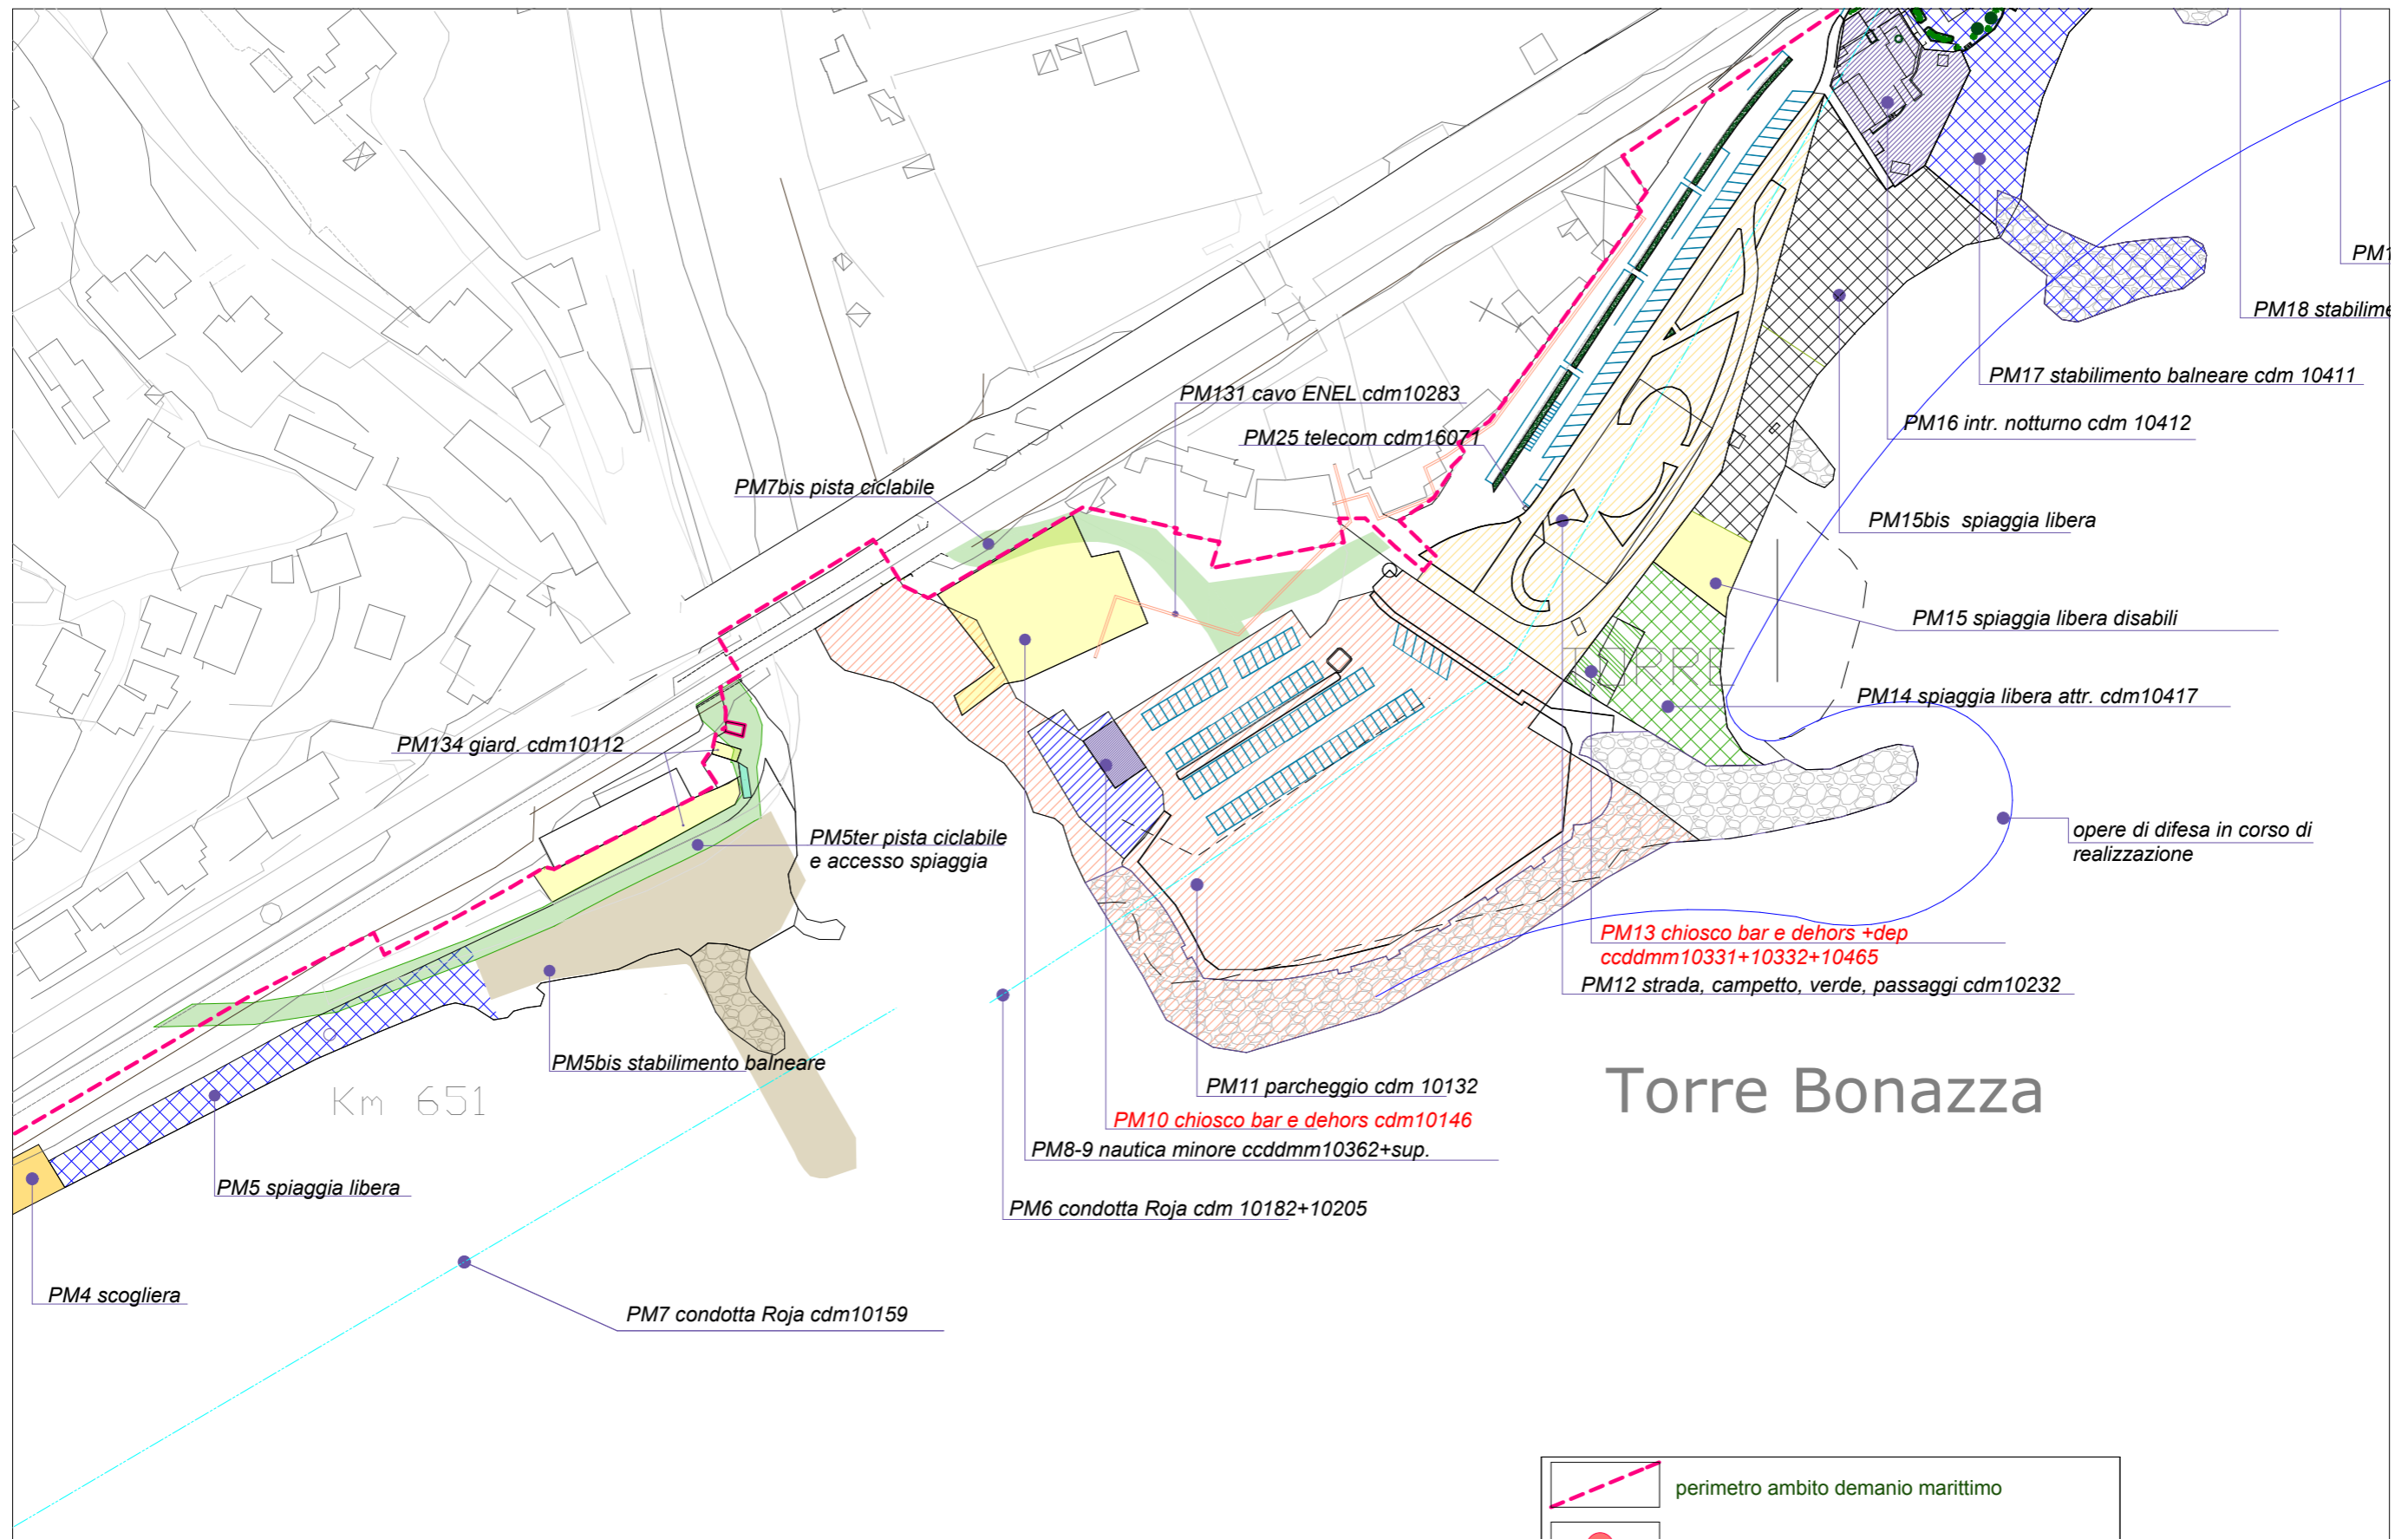 PM1
PM18 stabilime
PM17 stabilimento balneare cdm 10411
PM131 cavo ENEL cdm10283
PM16 intr. notturno cdm 10412
PM25 telecom cdm16071
PM7bis pista ciclabile
PM15bis spiaggia libera
PM15 spiaggia libera disabili
TORRE
PM14 spiaggia libera attr. cdm10417
PM134 giard. cdm10112
PM5ter pista ciclabile
e accesso spiaggia
opere di difesa in corso di
realizzazione
PM13 chiosco bar e dehors +dep
ccddmm10331+10332+10465
PM12 strada, campetto, verde, passaggi cdm10232
PM5bis stabilimento balneare
Km 651
PM11 parcheggio cdm 10132
Torre Bonazza
PM10 chiosco bar e dehors cdm10146
PM8-9 nautica minore ccddmm10362+sup.
PM5 spiaggia libera
PM6 condotta Roja cdm 10182+10205
PM4 scogliera
PM7 condotta Roja cdm10159
perimetro ambito demanio marittimo